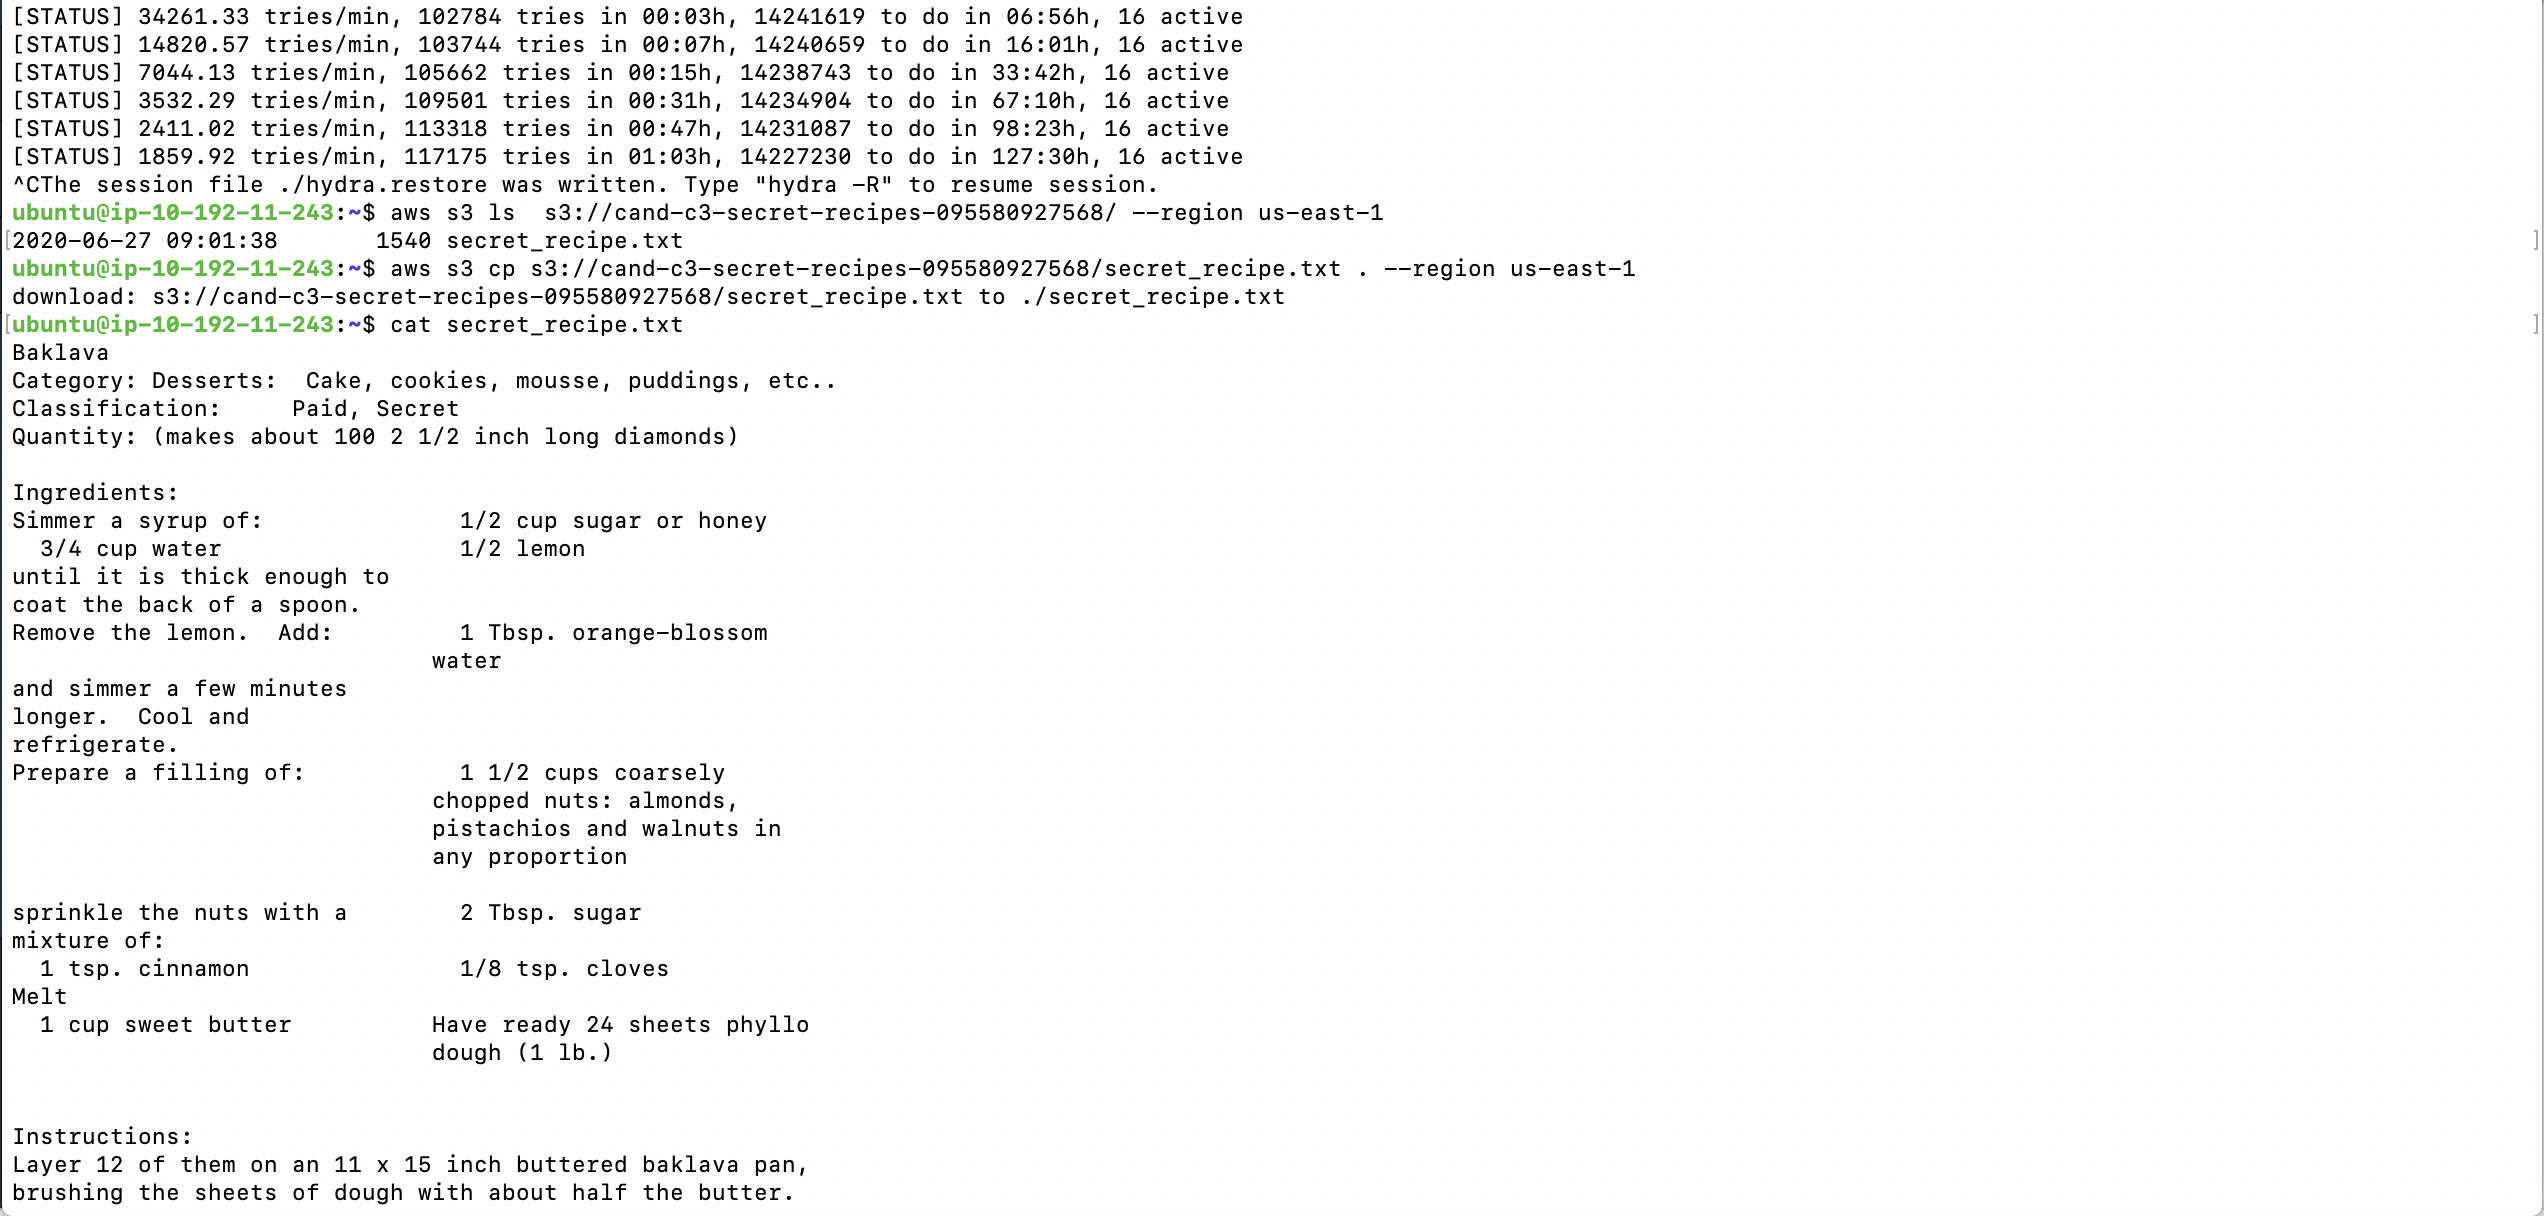 [STATUS] 34261.33 tries/min, 102784 tries in 00:03h, 14241619 to do in 06:56h, 16 active
[STATUS] 14820.57 tries/min, 103744 tries in 00:07h, 14240659 to do in 16:01h, 16 active
[STATUS] 7044.13 tries/min, 105662 tries in 00:15h, 14238743 to do in 33:42h, 16 active
[STATUS] 3532.29 tries/min, 109501 tries in 00:31h, 14234904 to do in 67:10h, 16 active
[STATUS] 2411.02 tries/min, 113318 tries in 00:47h, 14231087 to do in 98:23h, 16 active
[STATUS] 1859.92 tries/min, 117175 tries in 01:03h, 14227230 to do in 127:30h, 16 active
^CThe session file ./hydra.restore was written. Type "hydra -R" to resume session.
ubuntu@ip-10-192-11-243:~$ aws s3 ls  s3://cand-c3-secret-recipes-095580927568/ --region us-east-1
[2020-06-27 09:01:38       1540 secret_recipe.txt ]
ubuntu@ip-10-192-11-243:~$ aws s3 cp s3://cand-c3-secret-recipes-095580927568/secret_recipe.txt . --region us-east-1
download: s3://cand-c3-secret-recipes-095580927568/secret_recipe.txt to ./secret_recipe.txt
[ubuntu@ip-10-192-11-243:~$ cat secret_recipe.txt ]
Baklava
Category: Desserts:  Cake, cookies, mousse, puddings, etc..
Classification:     Paid, Secret
Quantity: (makes about 100 2 1/2 inch long diamonds)

Ingredients:
Simmer a syrup of:              1/2 cup sugar or honey
  3/4 cup water                 1/2 lemon
until it is thick enough to
coat the back of a spoon.
Remove the lemon.  Add:         1 Tbsp. orange-blossom
                              water
and simmer a few minutes
longer.  Cool and
refrigerate.
Prepare a filling of:           1 1/2 cups coarsely
                              chopped nuts: almonds,
                              pistachios and walnuts in
                              any proportion

sprinkle the nuts with a        2 Tbsp. sugar
mixture of:
  1 tsp. cinnamon               1/8 tsp. cloves
Melt
  1 cup sweet butter          Have ready 24 sheets phyllo
                              dough (1 lb.)

Instructions:
Layer 12 of them on an 11 x 15 inch buttered baklava pan,
brushing the sheets of dough with about half the butter.